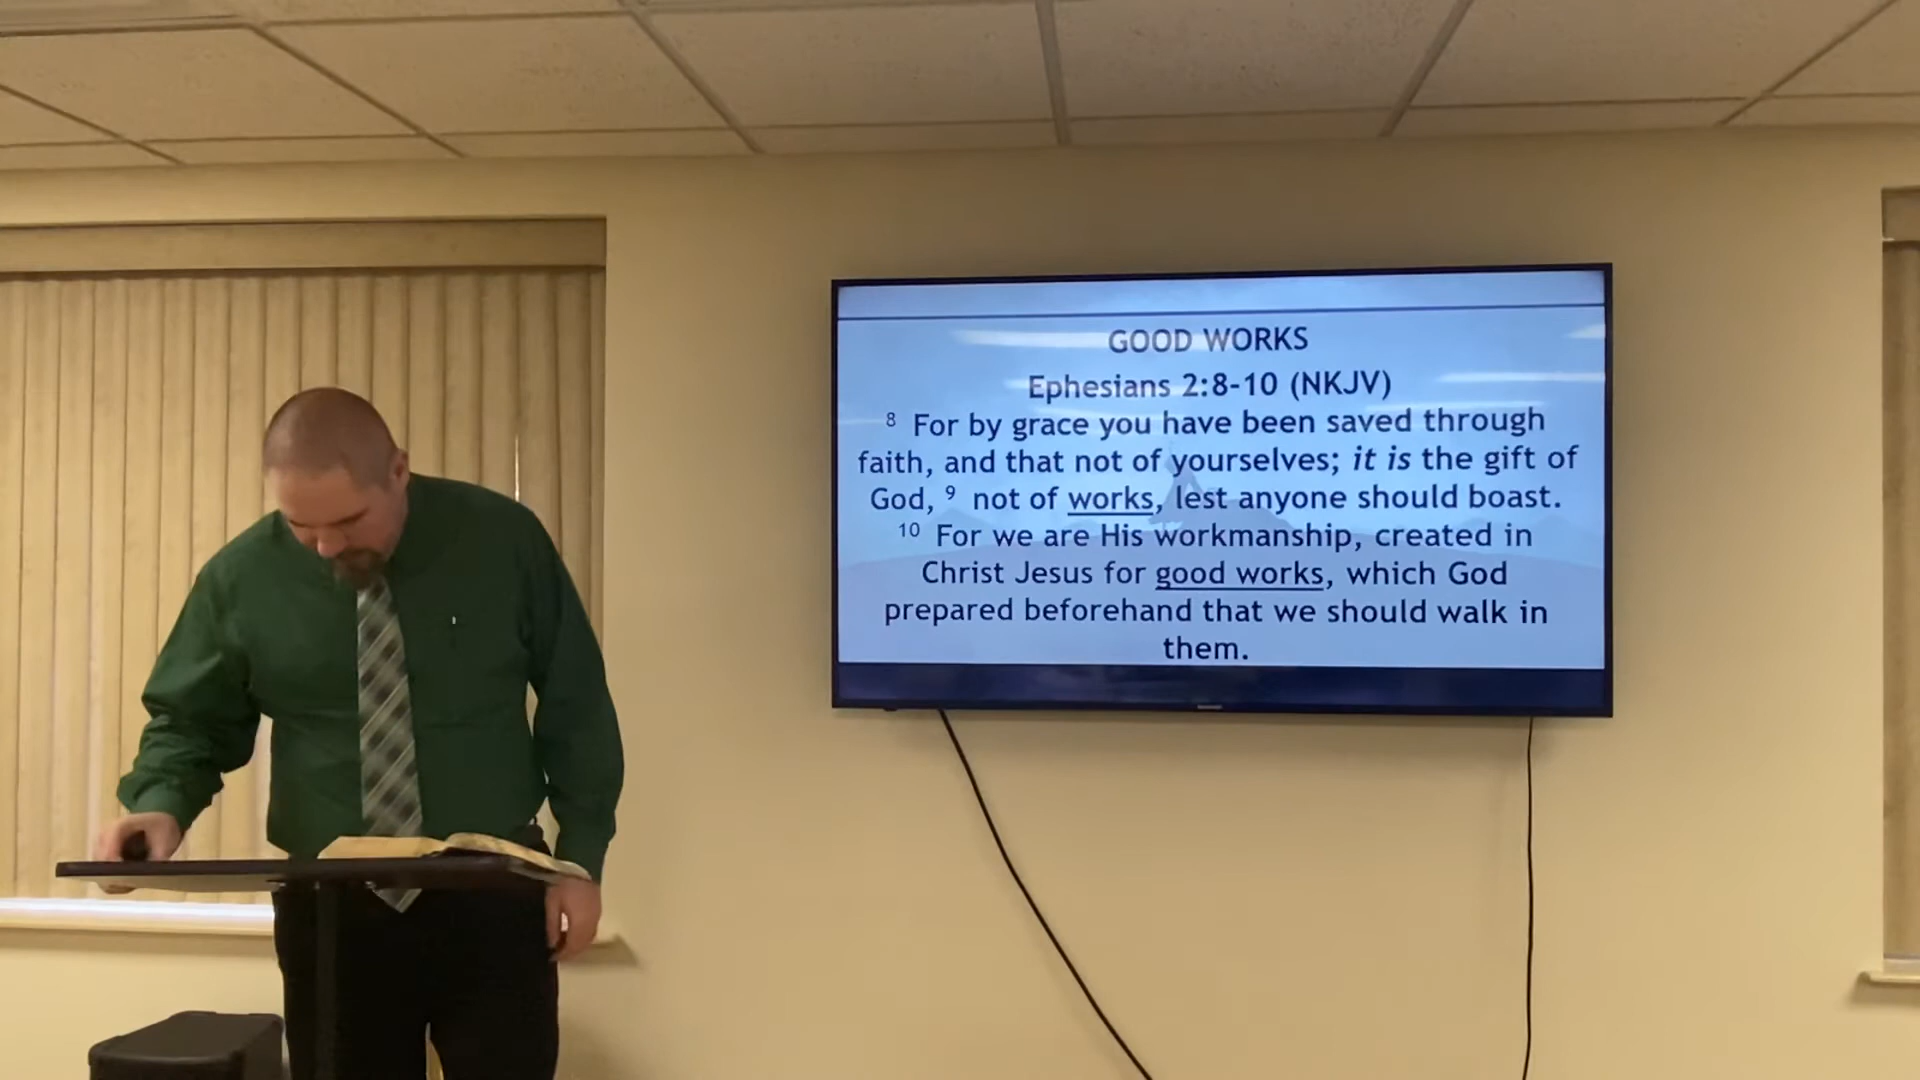 GOOD WORKS
Ephesians 2:8-10 (NKJV)
8 For by grace you have been saved through
faith, and that not of yourselves; it is the gift of
God, 9 not of works, lest anyone should boast.
10 For we are His workmanship, created in
Christ Jesus for good works, which God
prepared beforehand that we should walk in
them.